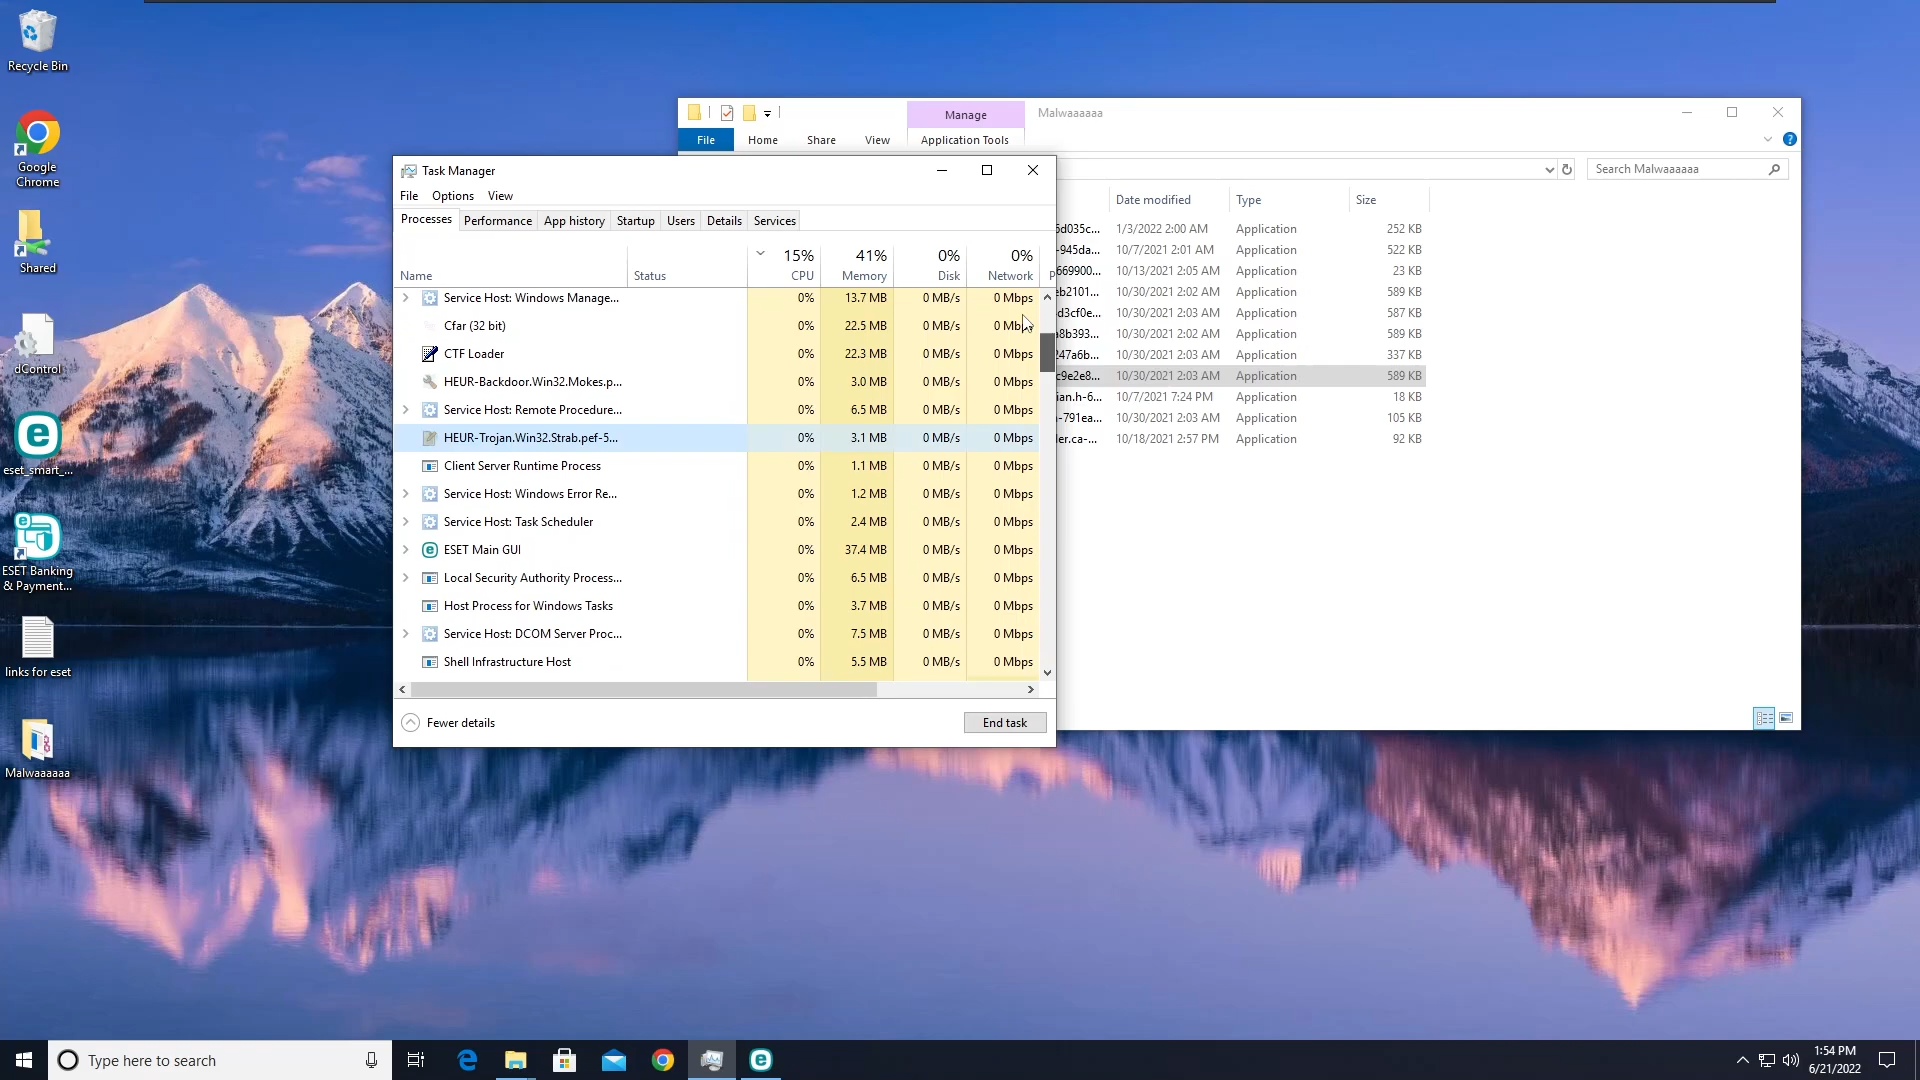 Recycle Bin
Google
Chrome
Shared
dControl
eset_smart_...
ESET Banking
& Payment...
links for eset
Malwaaaaaa
Manage
Malwaaaaaa
File Home Share View Application Tools
Search Malwaaaaaa
Date modified Type Size
6d035c... 1/3/2022 2:00 AM Application 252 KB
-945da... 10/7/2021 2:01 AM Application 522 KB
669900... 10/13/2021 2:05 AM Application 23 KB
eb2101... 10/30/2021 2:02 AM Application 589 KB
d3cf0e... 10/30/2021 2:03 AM Application 587 KB
a8b393... 10/30/2021 2:02 AM Application 589 KB
247a6b... 10/30/2021 2:03 AM Application 337 KB
c9e2e8... 10/30/2021 2:03 AM Application 589 KB
ian.h-6... 10/7/2021 7:24 PM Application 18 KB
-791ea... 10/30/2021 2:03 AM Application 105 KB
ler.ca-... 10/18/2021 2:57 PM Application 92 KB
Task Manager
File Options View
Processes Performance App history Startup Users Details Services
15% 41% 0% 0%
Name Status CPU Memory Disk Network P
Service Host: Windows Manage... 0% 13.7 MB 0 MB/s 0 Mbps
Cfar (32 bit) 0% 22.5 MB 0 MB/s 0 Mbps
CTF Loader 0% 22.3 MB 0 MB/s 0 Mbps
HEUR-Backdoor.Win32.Mokes.p... 0% 3.0 MB 0 MB/s 0 Mbps
Service Host: Remote Procedure... 0% 6.5 MB 0 MB/s 0 Mbps
HEUR-Trojan.Win32.Strab.pef-5... 0% 3.1 MB 0 MB/s 0 Mbps
Client Server Runtime Process 0% 1.1 MB 0 MB/s 0 Mbps
Service Host: Windows Error Re... 0% 1.2 MB 0 MB/s 0 Mbps
Service Host: Task Scheduler 0% 2.4 MB 0 MB/s 0 Mbps
ESET Main GUI 0% 37.4 MB 0 MB/s 0 Mbps
Local Security Authority Process... 0% 6.5 MB 0 MB/s 0 Mbps
Host Process for Windows Tasks 0% 3.7 MB 0 MB/s 0 Mbps
Service Host: DCOM Server Proc... 0% 7.5 MB 0 MB/s 0 Mbps
Shell Infrastructure Host 0% 5.5 MB 0 MB/s 0 Mbps
Fewer details
End task
Type here to search
1:54 PM
6/21/2022